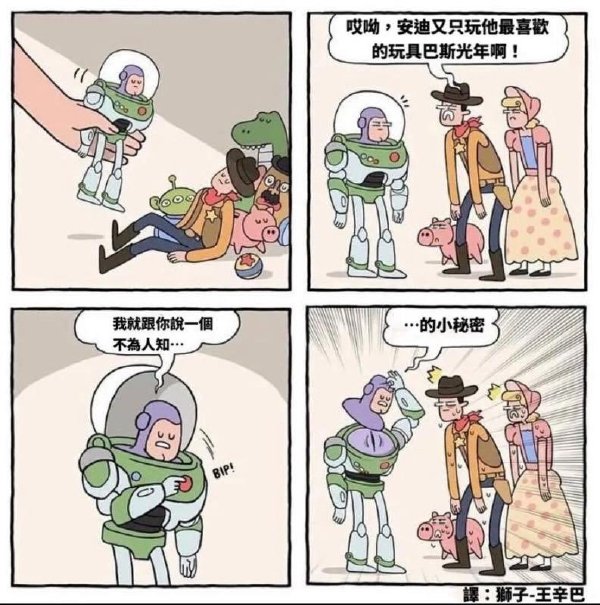 哎呦，安迪又只玩他最喜歡
的玩具巴斯光年啊！
我就跟你說一個
不為人知…
BIP!
…的小秘密
譯：獅子-王辛巴